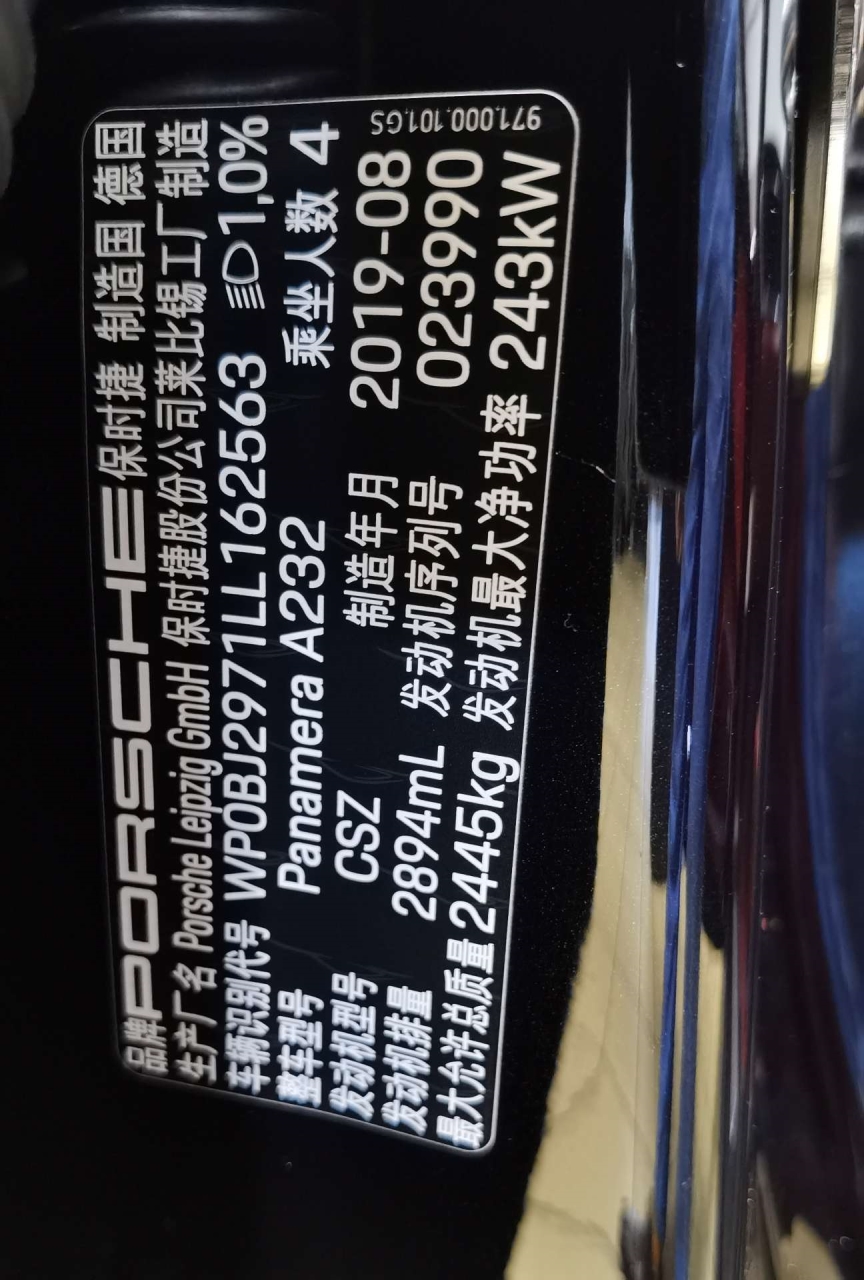 品牌 PORSCHE 保时捷 制造国 德国
生产厂名 Porsche Leipzig GmbH 保时捷股份公司莱比锡工厂制造
车辆识别代号 WP0BJ2971LL162563 1,0%
整车型号 Panamera A232 乘坐人数 4
发动机型号 CSZ 制造年月 2019-08
发动机排量 2894mL 发动机序列号 023990
最大允许总质量 2445kg 发动机最大净功率 243kW
971.000.101.GS